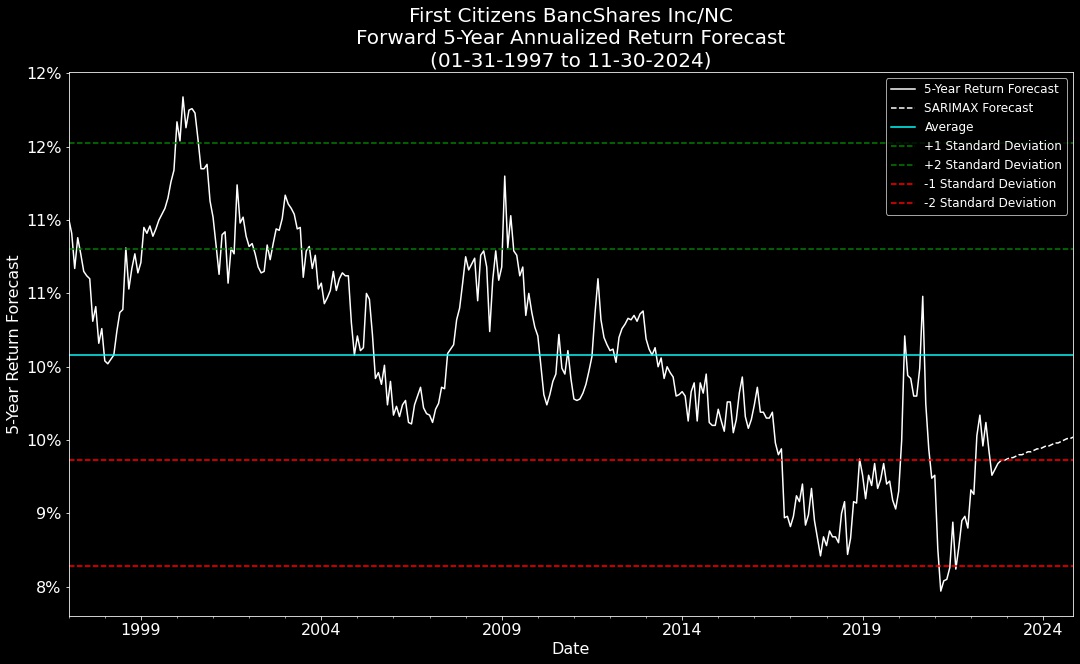 First Citizens BancShares Inc/NC
Forward 5-Year Annualized Return Forecast
(01-31-1997 to 11-30-2024)
12%
12%
11%
11%
10%
10%
9%
8%
5-Year Return Forecast
5-Year Return Forecast
SARIMAX Forecast
Average
+1 Standard Deviation
+2 Standard Deviation
-1 Standard Deviation
-2 Standard Deviation
1999
2004
2009
2014
2019
2024
Date